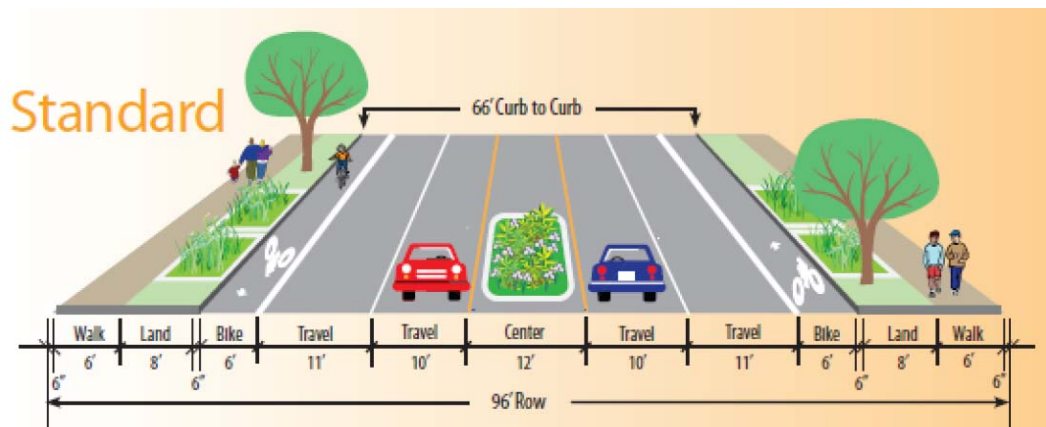 Standard
66' Curb to Curb
Walk Land Bike Travel Travel Center Travel Travel Bike Land Walk
6' 8' 6' 11' 10' 12' 10' 11' 6' 8' 6'
6" 6" 6" 6"
96' Row